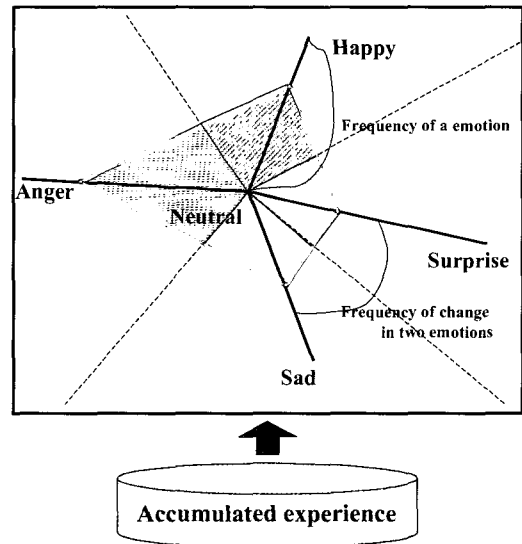 Happy
Frequency of a emotion
Anger
Neutral
Surprise
Frequency of change
in two emotions
Sad
Accumulated experience